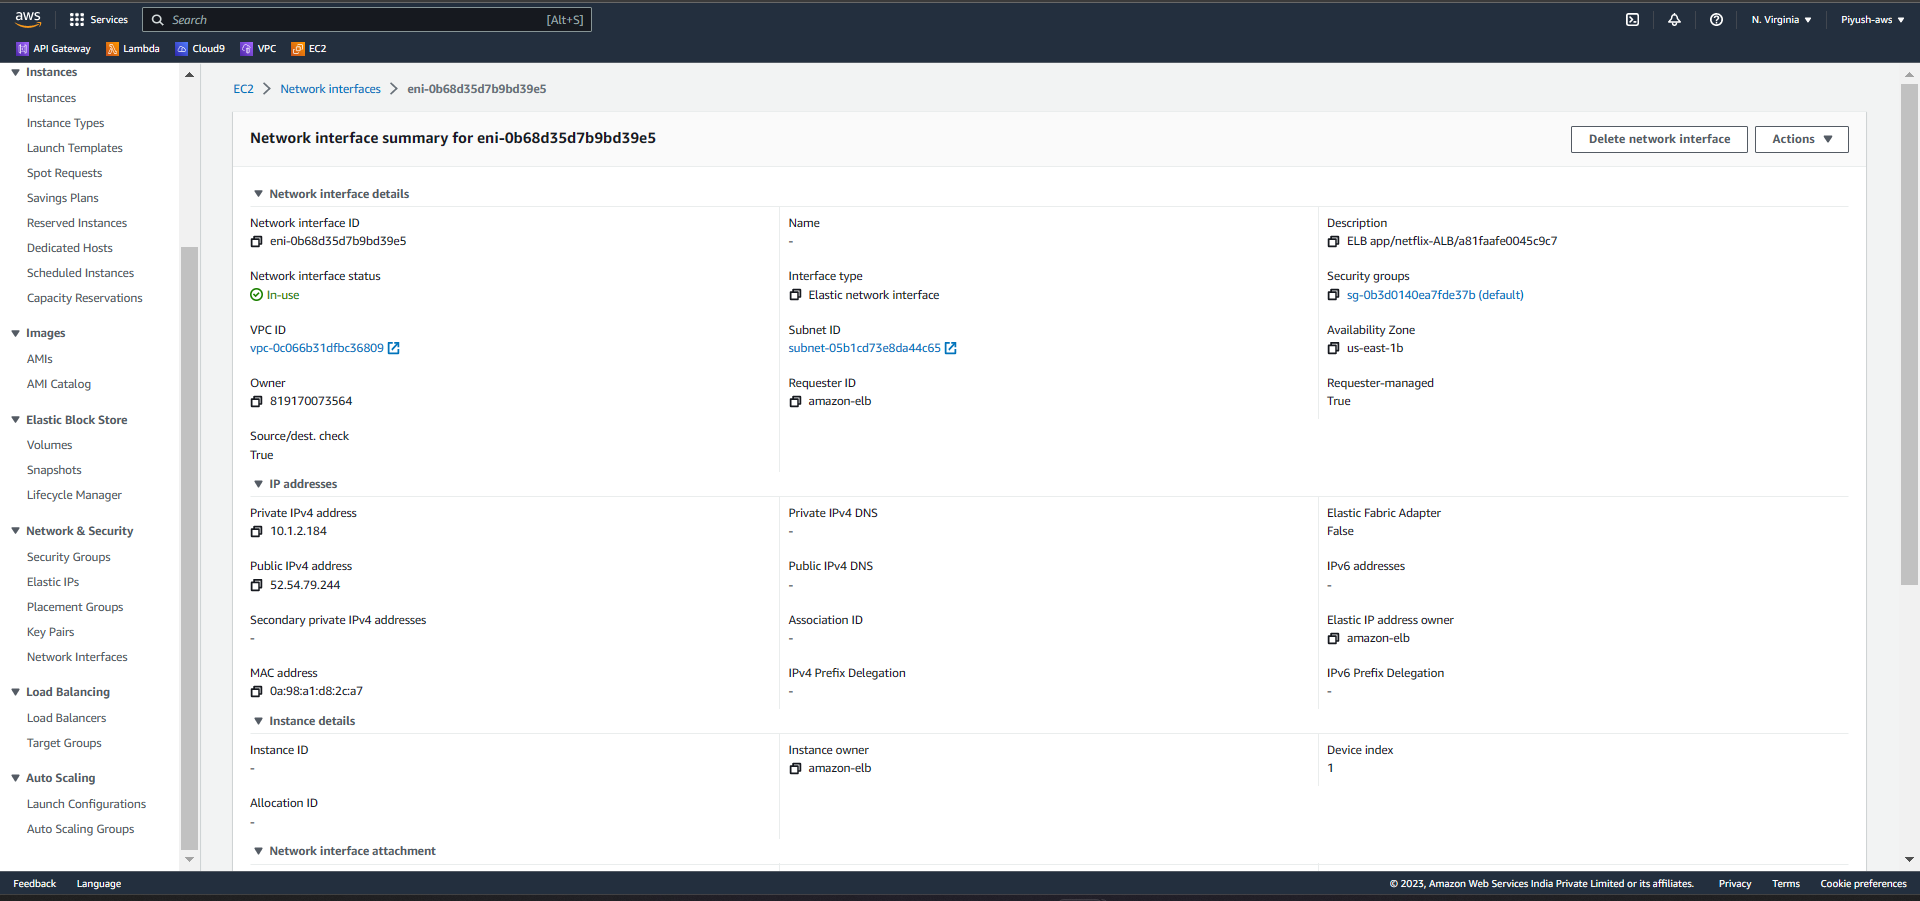 aws
Services
Search
[Alt+S]
N. Virginia
Piyush-aws
API Gateway
Lambda
Cloud9
VPC
EC2
Instances
Instances
Instance Types
Launch Templates
Spot Requests
Savings Plans
Reserved Instances
Dedicated Hosts
Scheduled Instances
Capacity Reservations
Images
AMIs
AMI Catalog
Elastic Block Store
Volumes
Snapshots
Lifecycle Manager
Network & Security
Security Groups
Elastic IPs
Placement Groups
Key Pairs
Network Interfaces
Load Balancing
Load Balancers
Target Groups
Auto Scaling
Launch Configurations
Auto Scaling Groups
EC2
Network interfaces
eni-0b68d35d7b9bd39e5
Network interface summary for eni-0b68d35d7b9bd39e5
Delete network interface
Actions
Network interface details
Network interface ID
eni-0b68d35d7b9bd39e5
Name
-
Description
ELB app/netflix-ALB/a81faafe0045c9c7
Network interface status
In-use
Interface type
Elastic network interface
Security groups
sg-0b3d0140ea7fde37b (default)
VPC ID
vpc-0c066b31dfbc36809
Subnet ID
subnet-05b1cd73e8da44c65
Availability Zone
us-east-1b
Owner
819170073564
Requester ID
amazon-elb
Requester-managed
True
Source/dest. check
True
IP addresses
Private IPv4 address
10.1.2.184
Private IPv4 DNS
-
Elastic Fabric Adapter
False
Public IPv4 address
52.54.79.244
Public IPv4 DNS
-
IPv6 addresses
-
Secondary private IPv4 addresses
-
Association ID
-
Elastic IP address owner
amazon-elb
MAC address
0a:98:a1:d8:2c:a7
IPv4 Prefix Delegation
-
IPv6 Prefix Delegation
-
Instance details
Instance ID
-
Instance owner
amazon-elb
Device index
1
Allocation ID
-
Network interface attachment
Feedback
Language
© 2023, Amazon Web Services India Private Limited or its affiliates.
Privacy
Terms
Cookie preferences